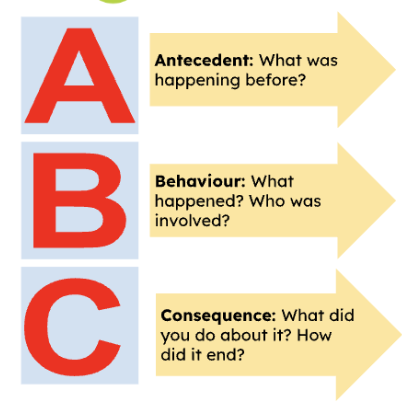 A
Antecedent: What was
happening before?
B
Behaviour: What
happened? Who was
involved?
C
Consequence: What did
you do about it? How
did it end?